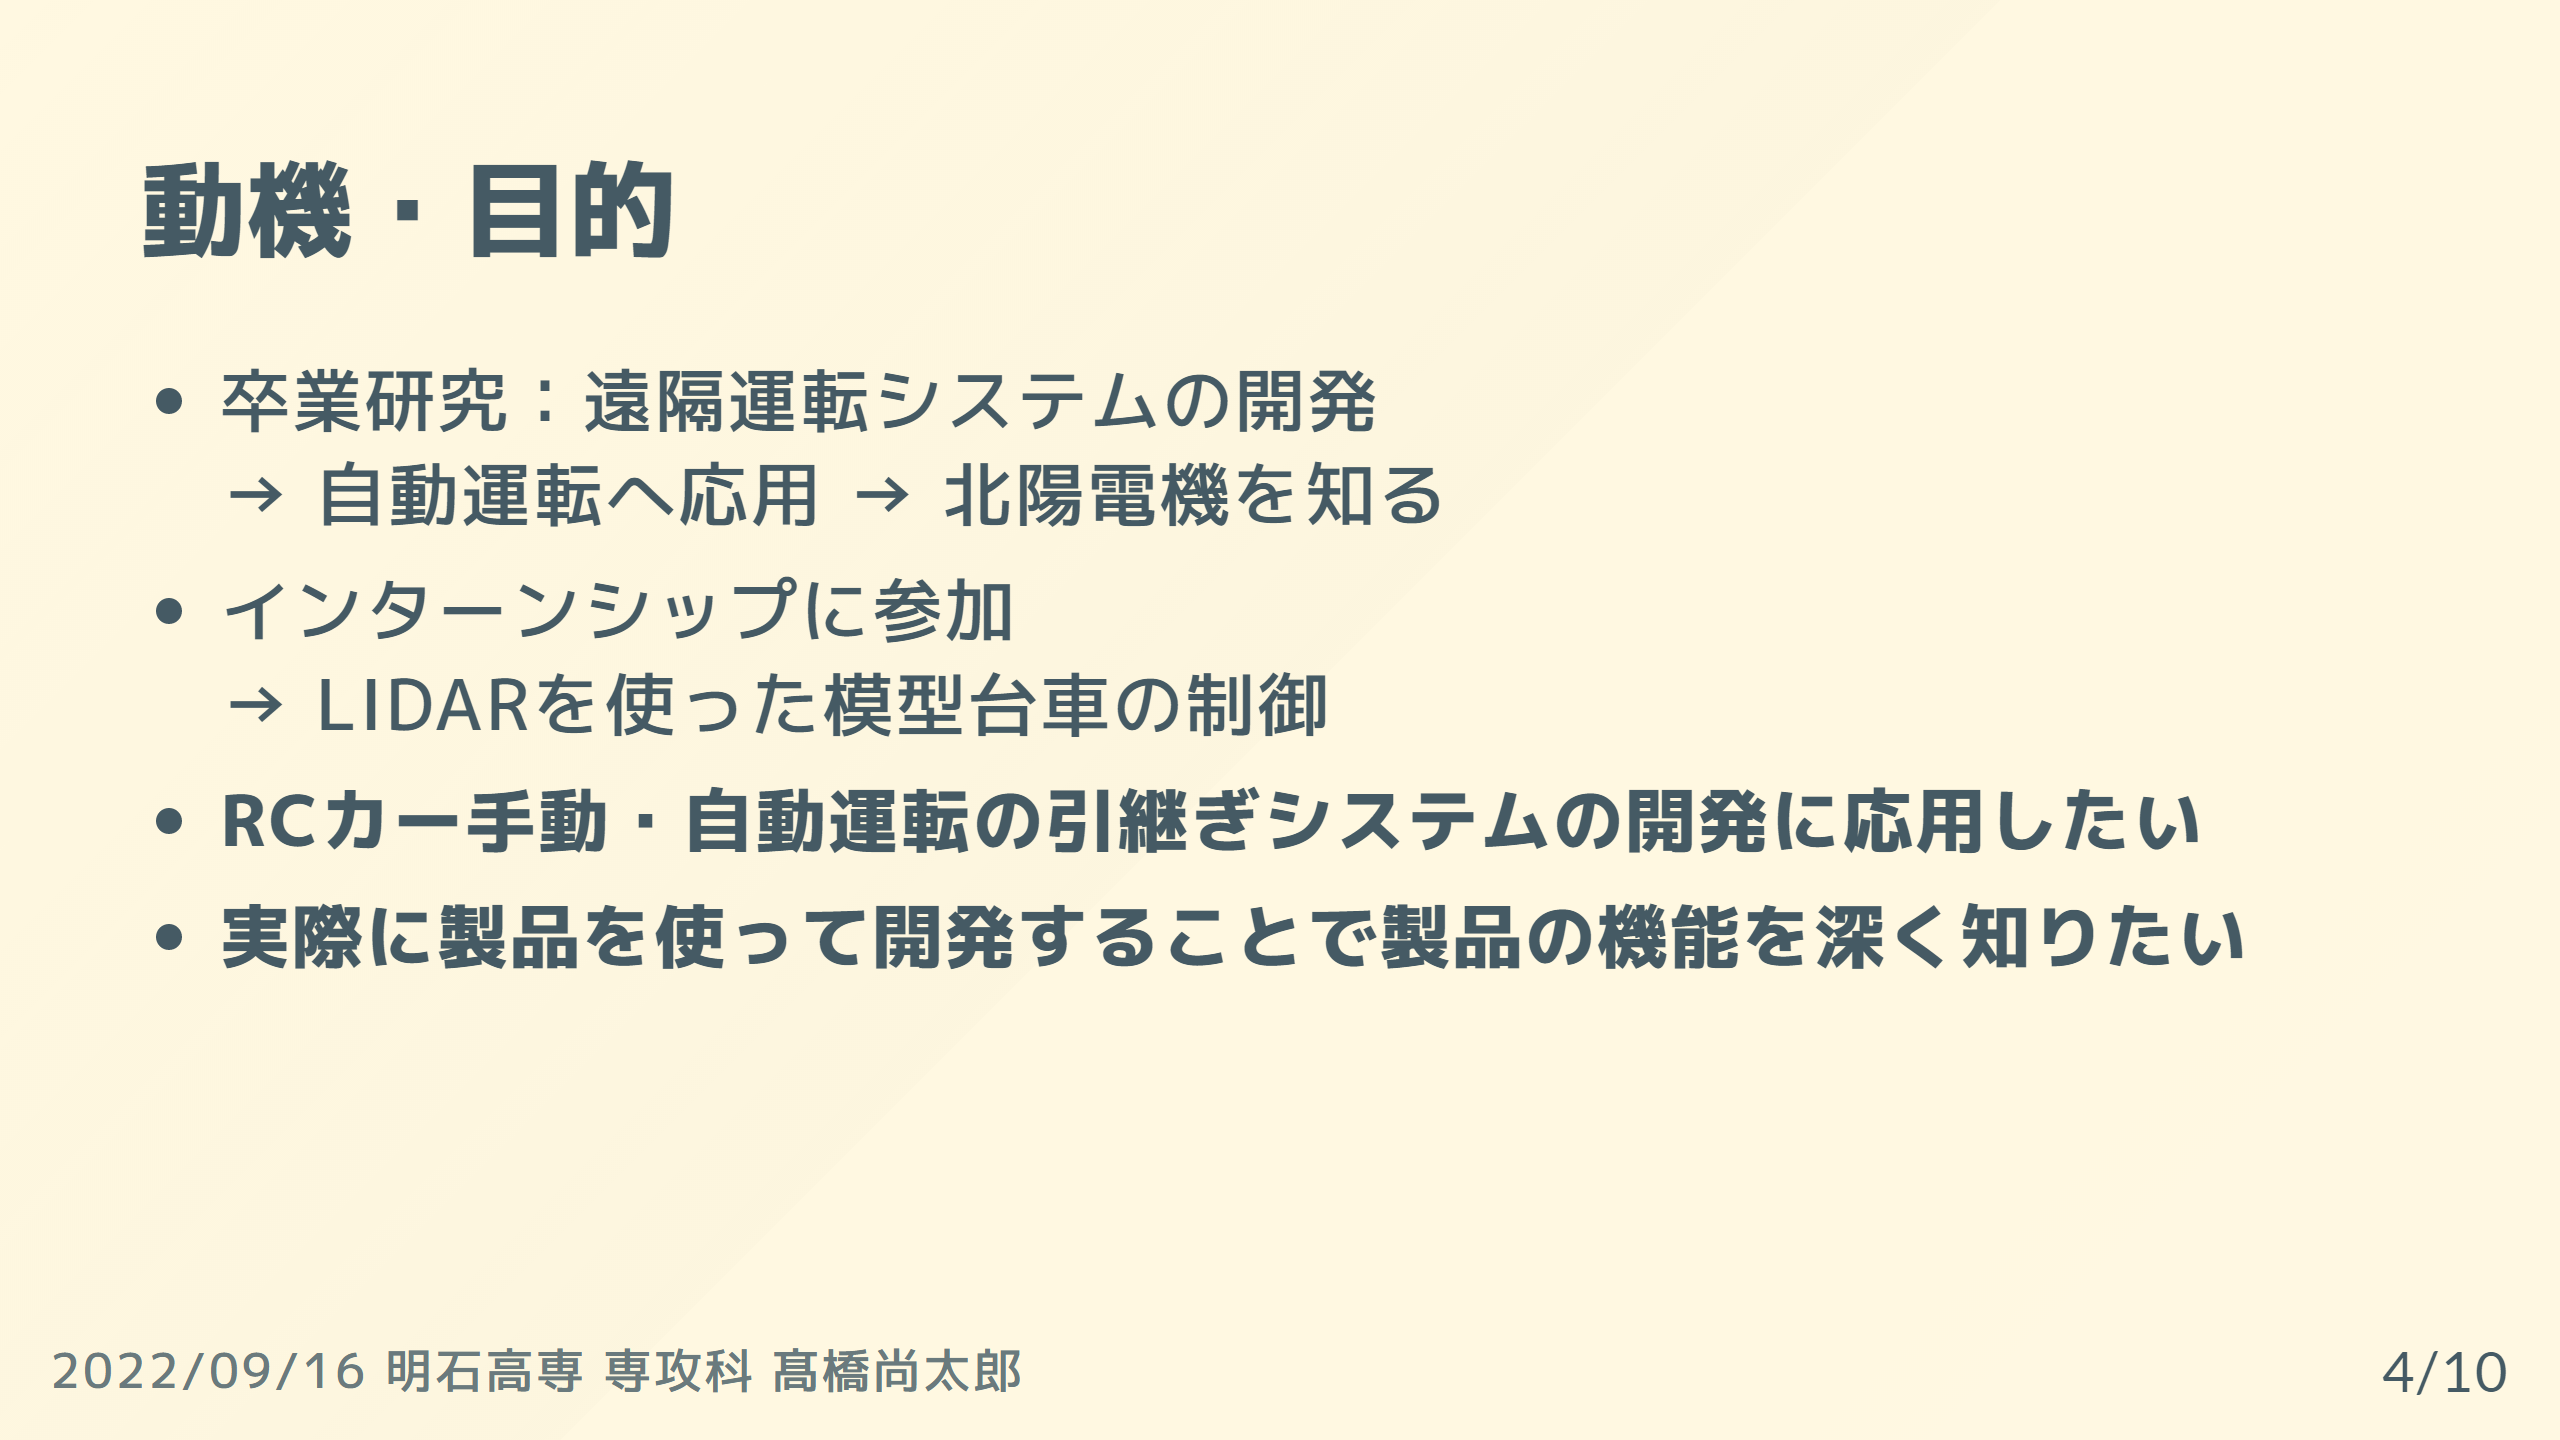 動機・目的
• 卒業研究：遠隔運転システムの開発
→ 自動運転へ応用 → 北陽電機を知る
• インターンシップに参加
→ LIDARを使った模型台車の制御
• RCカー手動・自動運転の引継ぎシステムの開発に応用したい
• 実際に製品を使って開発することで製品の機能を深く知りたい
2022/09/16 明石高専 専攻科 髙橋尚太郎
4/10